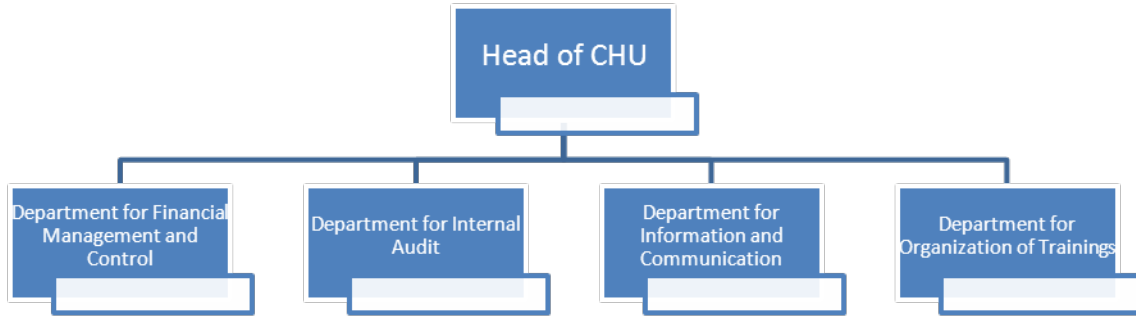 Head of CHU
Department for Financial
Management and
Control
Department for Internal
Audit
Department for
Information and
Communication
Department for
Organization of Trainings